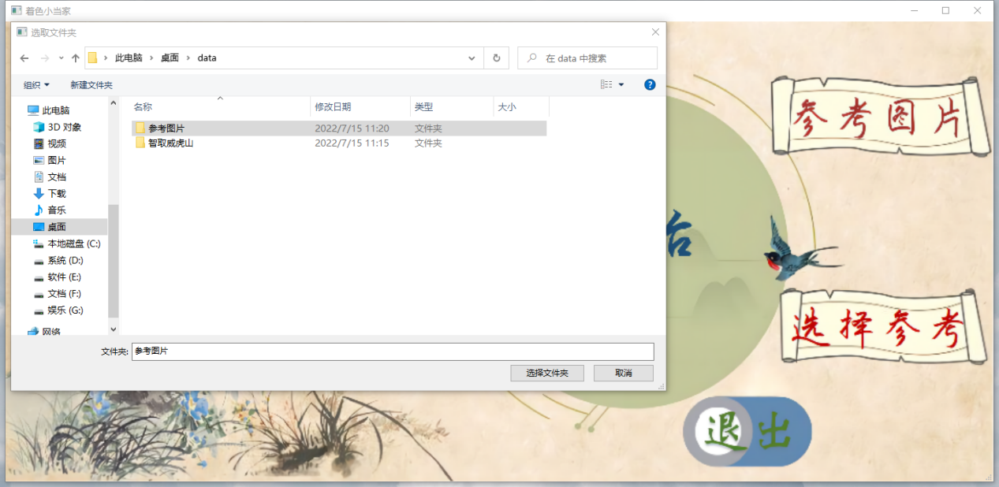 着色小当家
选取文件夹
此电脑 › 桌面 › data
在 data 中搜索
组织
新建文件夹
名称 修改日期 类型 大小
参考图片 2022/7/15 11:20 文件夹
智取威虎山 2022/7/15 11:15 文件夹
此电脑
3D 对象
视频
图片
文档
下载
音乐
桌面
本地磁盘 (C:)
系统 (D:)
软件 (E:)
文档 (F:)
娱乐 (G:)
网络
文件夹: 参考图片
选择文件夹 取消
参考图片
台
选择参考
退出